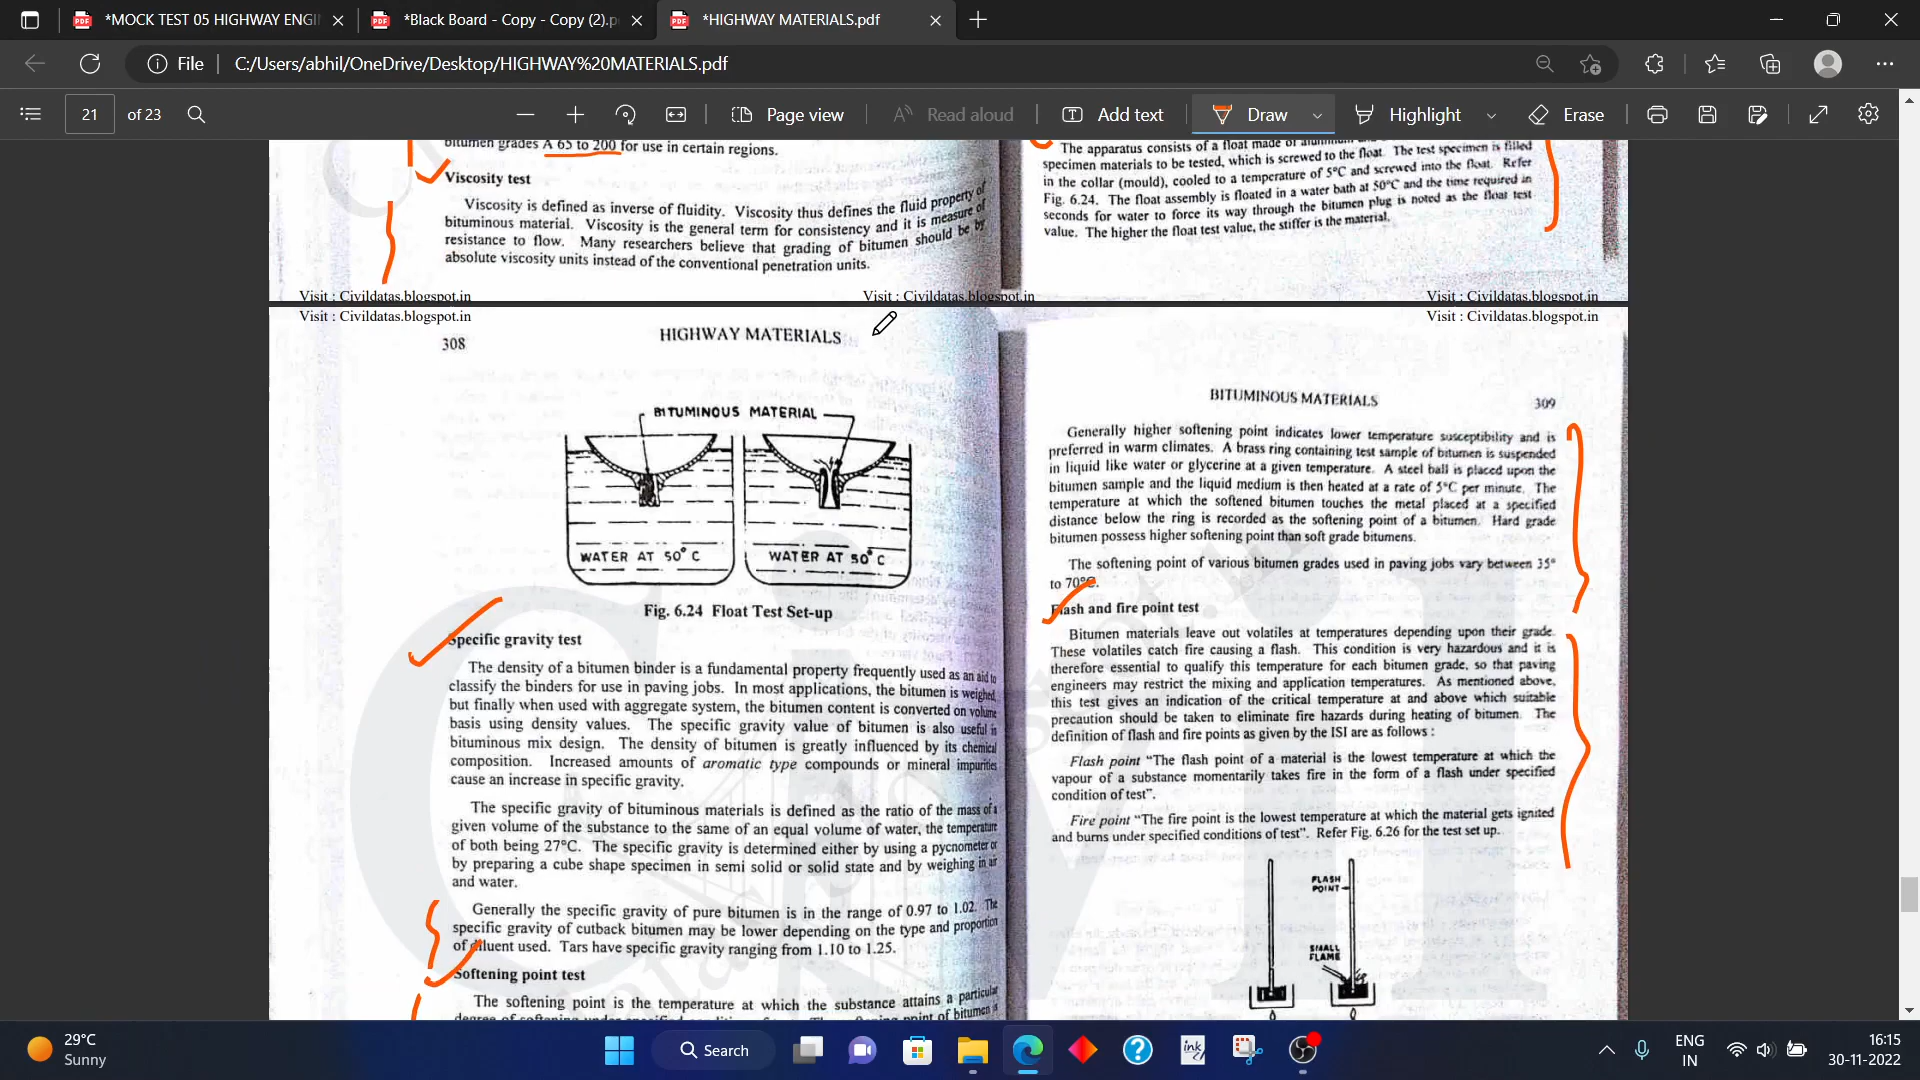 *MOCK TEST 05 HIGHWAY ENGI
*Black Board - Copy - Copy (2).p
*HIGHWAY MATERIALS.pdf
File
C:/Users/abhil/OneDrive/Desktop/HIGHWAY%20MATERIALS.pdf
21 of 23
Page view
Read aloud
Add text
Draw
Highlight
Erase
bitumen grades A 65 to 200 for use in certain regions.
Viscosity test
Viscosity is defined as inverse of fluidity. Viscosity thus defines the fluid property of
bituminous material. Viscosity is the general term for consistency and it is measure of
resistance to flow. Many researchers believe that grading of bitumen should be by
absolute viscosity units instead of the conventional penetration units.
The apparatus consists of a float made of aluminium
specimen materials to be tested, which is screwed to the float. The test specimen is filled
in the collar (mould), cooled to a temperature of 5°C and screwed into the float. Refer
Fig. 6.24. The float assembly is floated in a water bath at 50°C and the time required in
seconds for water to force its way through the bitumen plug is noted as the float test
value. The higher the float test value, the stiffer is the material.
Visit : Civildatas.blogspot.in
Visit : Civildatas.blogspot.in
Visit : Civildatas.blogspot.in
Visit : Civildatas.blogspot.in
Visit : Civildatas.blogspot.in
308
HIGHWAY MATERIALS
BITUMINOUS MATERIAL
WATER AT 50°C
WATER AT 50°C
Fig. 6.24 Float Test Set-up
Specific gravity test
The density of a bitumen binder is a fundamental property frequently used as an aid to
classify the binders for use in paving jobs. In most applications, the bitumen is weighed,
but finally when used with aggregate system, the bitumen content is converted on volume
basis using density values. The specific gravity value of bitumen is also useful in
bituminous mix design. The density of bitumen is greatly influenced by its chemical
composition. Increased amounts of aromatic type compounds or mineral impurities
cause an increase in specific gravity.
The specific gravity of bituminous materials is defined as the ratio of the mass of a
given volume of the substance to the same of an equal volume of water, the temperature
of both being 27°C. The specific gravity is determined either by using a pycnometer or
by preparing a cube shape specimen in semi solid or solid state and by weighing in air
and water.
Generally the specific gravity of pure bitumen is in the range of 0.97 to 1.02. The
specific gravity of cutback bitumen may be lower depending on the type and proportion
of diluent used. Tars have specific gravity ranging from 1.10 to 1.25.
Softening point test
The softening point is the temperature at which the substance attains a particular
BITUMINOUS MATERIALS
309
Generally higher softening point indicates lower temperature susceptibility and is
preferred in warm climates. A brass ring containing test sample of bitumen is suspended
in liquid like water or glycerine at a given temperature. A steel ball is placed upon the
bitumen sample and the liquid medium is then heated at a rate of 5°C per minute. The
temperature at which the softened bitumen touches the metal placed at a specified
distance below the ring is recorded as the softening point of a bitumen. Hard grade
bitumen possess higher softening point than soft grade bitumens.
The softening point of various bitumen grades used in paving jobs vary between 35°
to 70°C.
Flash and fire point test
Bitumen materials leave out volatiles at temperatures depending upon their grade.
These volatiles catch fire causing a flash. This condition is very hazardous and it is
therefore essential to qualify this temperature for each bitumen grade, so that paving
engineers may restrict the mixing and application temperatures. As mentioned above,
this test gives an indication of the critical temperature at and above which suitable
precaution should be taken to eliminate fire hazards during heating of bitumen. The
definition of flash and fire points as given by the ISI are as follows :
Flash point "The flash point of a material is the lowest temperature at which the
vapour of a substance momentarily takes fire in the form of a flash under specified
condition of test".
Fire point "The fire point is the lowest temperature at which the material gets ignited
and burns under specified conditions of test". Refer Fig. 6.26 for the test set up.
FLASH
POINT
SMALL
FLAME
29°C
Sunny
Search
ink
ENG
IN
16:15
30-11-2022